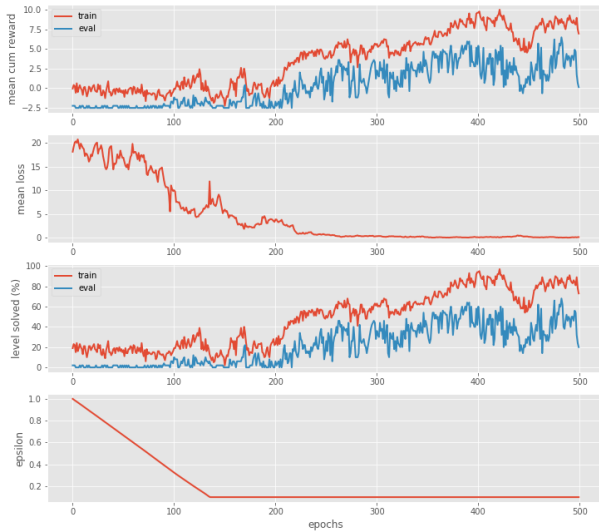 mean cum reward
10.0
7.5
5.0
2.5
0.0
−2.5
train
eval
0 100 200 300 400 500
mean loss
20
15
10
5
0
0 100 200 300 400 500
level solved (%)
100
80
60
40
20
0
train
eval
0 100 200 300 400 500
epsilon
1.0
0.8
0.6
0.4
0.2
0 100 200 300 400 500
epochs